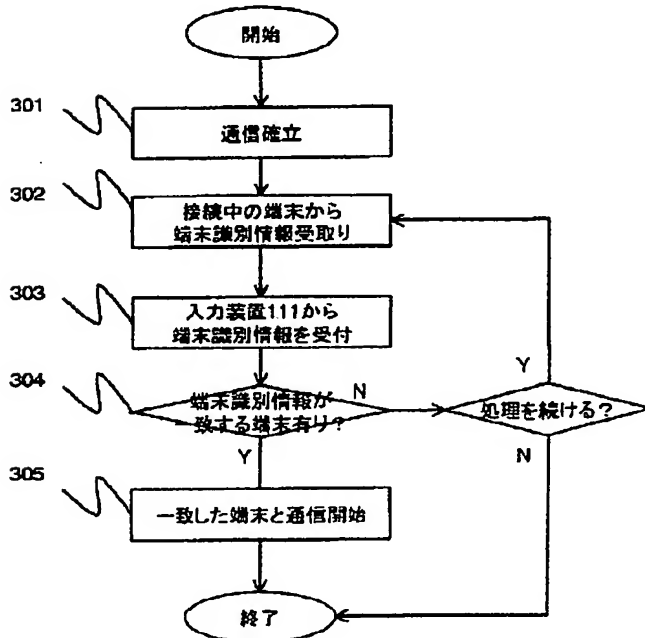 開始
301
通信確立
302
接続中の端末から
端末識別情報受取り
303
入力装置111から
端末識別情報を受付
304
端末識別情報が
致する端末有り?
N
Y
処理を続ける?
Y
N
305
一致した端末と通信開始
終了